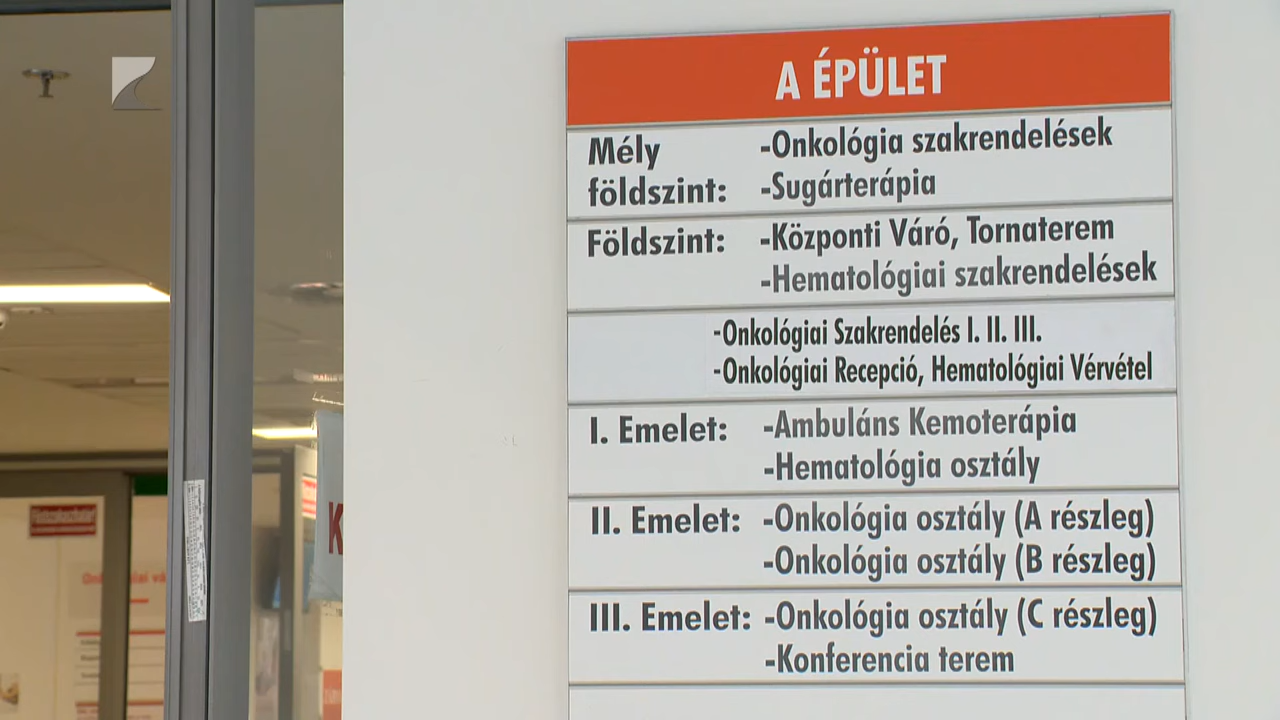 A ÉPÜLET
Mély földszint:
-Onkológia szakrendelések
-Sugárterápia
Földszint:
-Központi Váró, Tornaterem
-Hematológiai szakrendelések
-Onkológiai Szakrendelés I. II. III.
-Onkológiai Recepció, Hematológiai Vérvétel
I. Emelet:
-Ambuláns Kemoterápia
-Hematológia osztály
II. Emelet:
-Onkológia osztály (A részleg)
-Onkológia osztály (B részleg)
III. Emelet:
-Onkológia osztály (C részleg)
-Konferencia terem